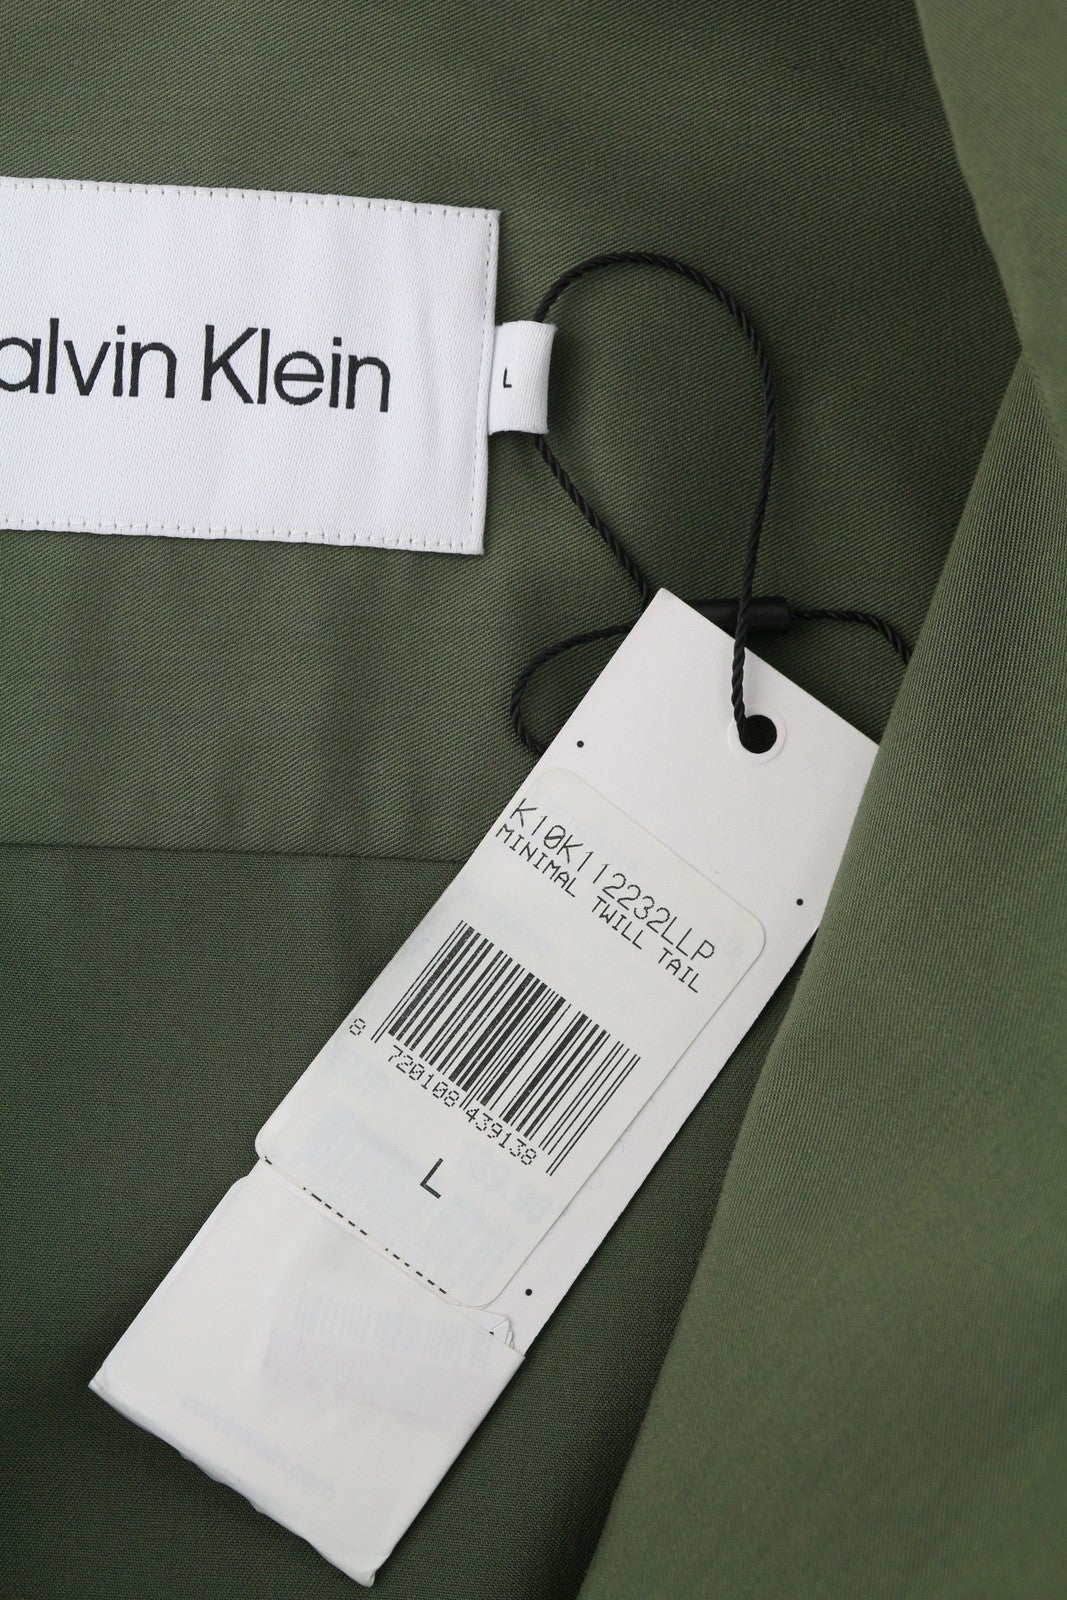 alvin Klein
L
K10K112232LLP
MINIMAL TWILL TAIL
8 720108 439138
L